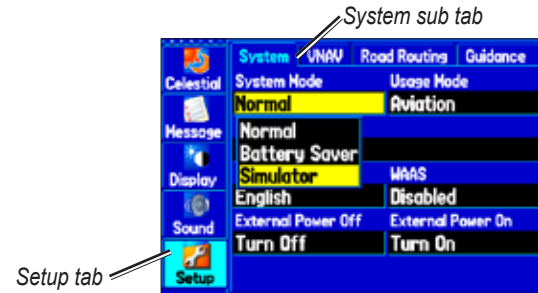 System sub tab
System VNAV Road Routing Guidance
Celestial
System Mode Usage Mode
Normal Aviation
Message
Normal
Battery Saver
Display
Simulator WAAS
English Disabled
Sound
External Power Off External Power On
Turn Off Turn On
Setup tab
Setup